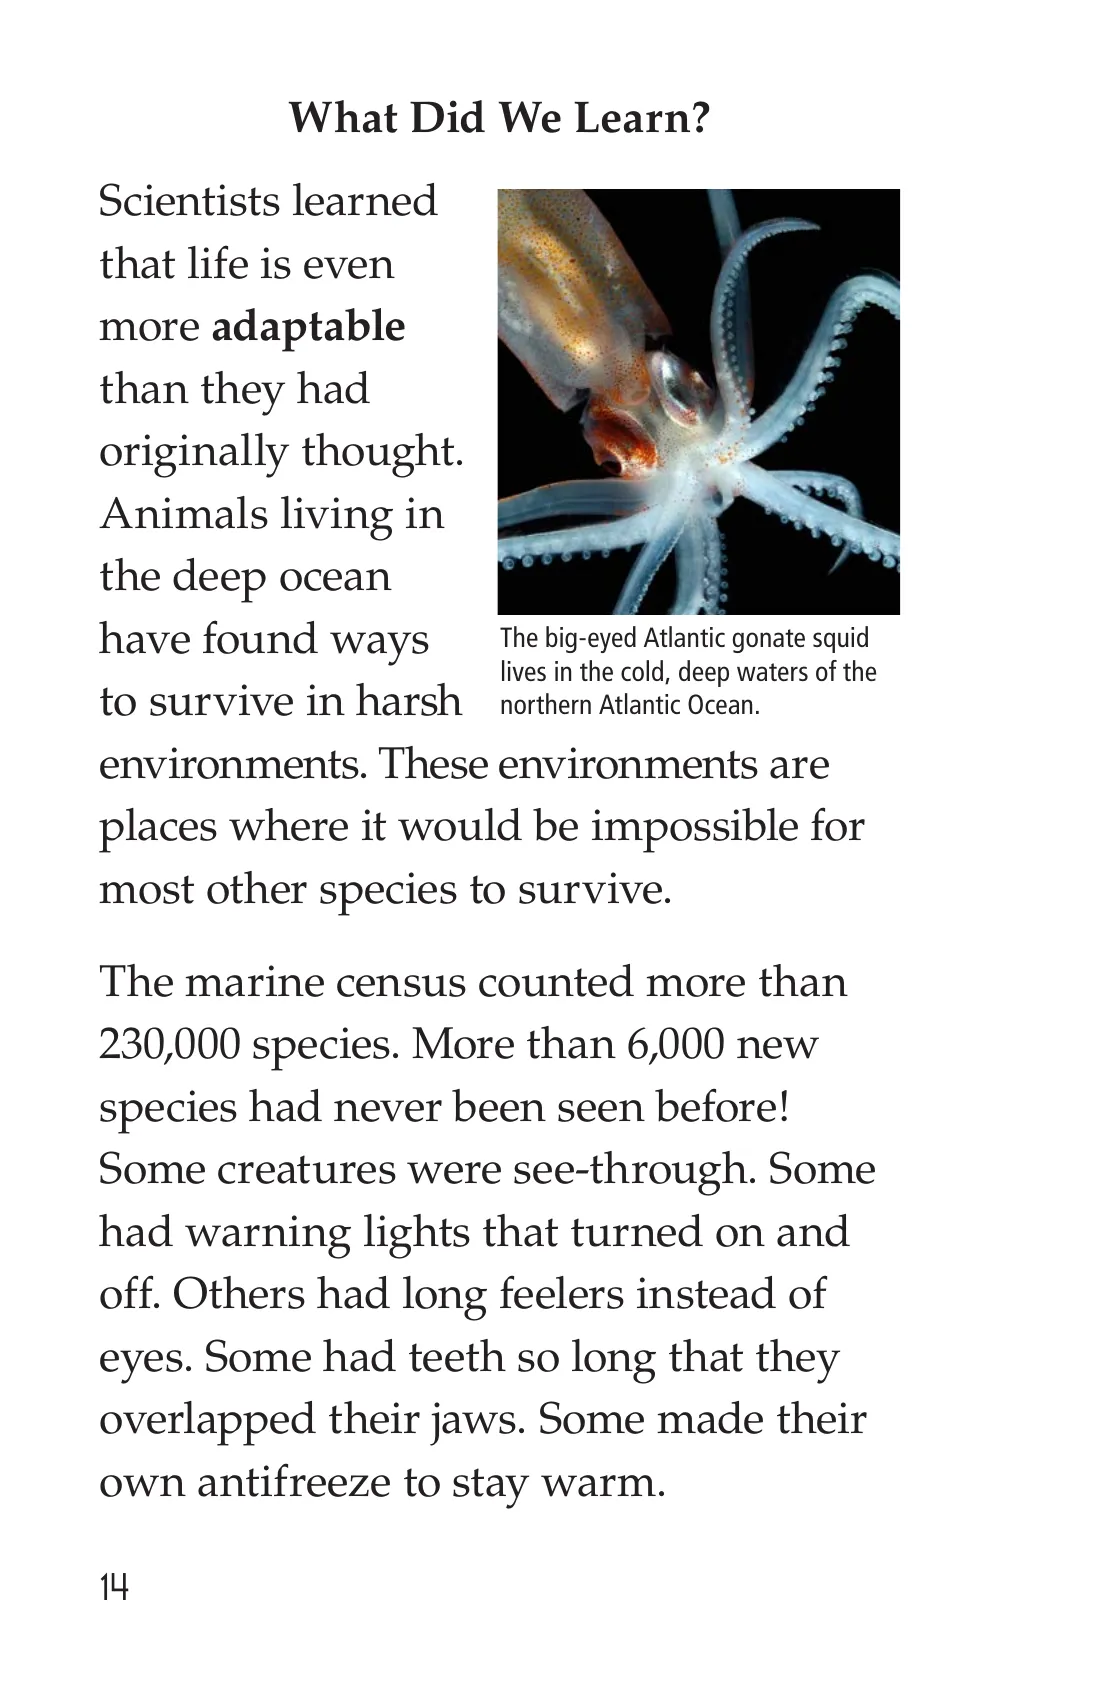 What Did We Learn?
Scientists learned
that life is even
more adaptable
than they had
originally thought.
Animals living in
the deep ocean
have found ways
to survive in harsh
environments. These environments are
places where it would be impossible for
most other species to survive.
The big-eyed Atlantic gonate squid
lives in the cold, deep waters of the
northern Atlantic Ocean.
The marine census counted more than
230,000 species. More than 6,000 new
species had never been seen before!
Some creatures were see-through. Some
had warning lights that turned on and
off. Others had long feelers instead of
eyes. Some had teeth so long that they
overlapped their jaws. Some made their
own antifreeze to stay warm.
14